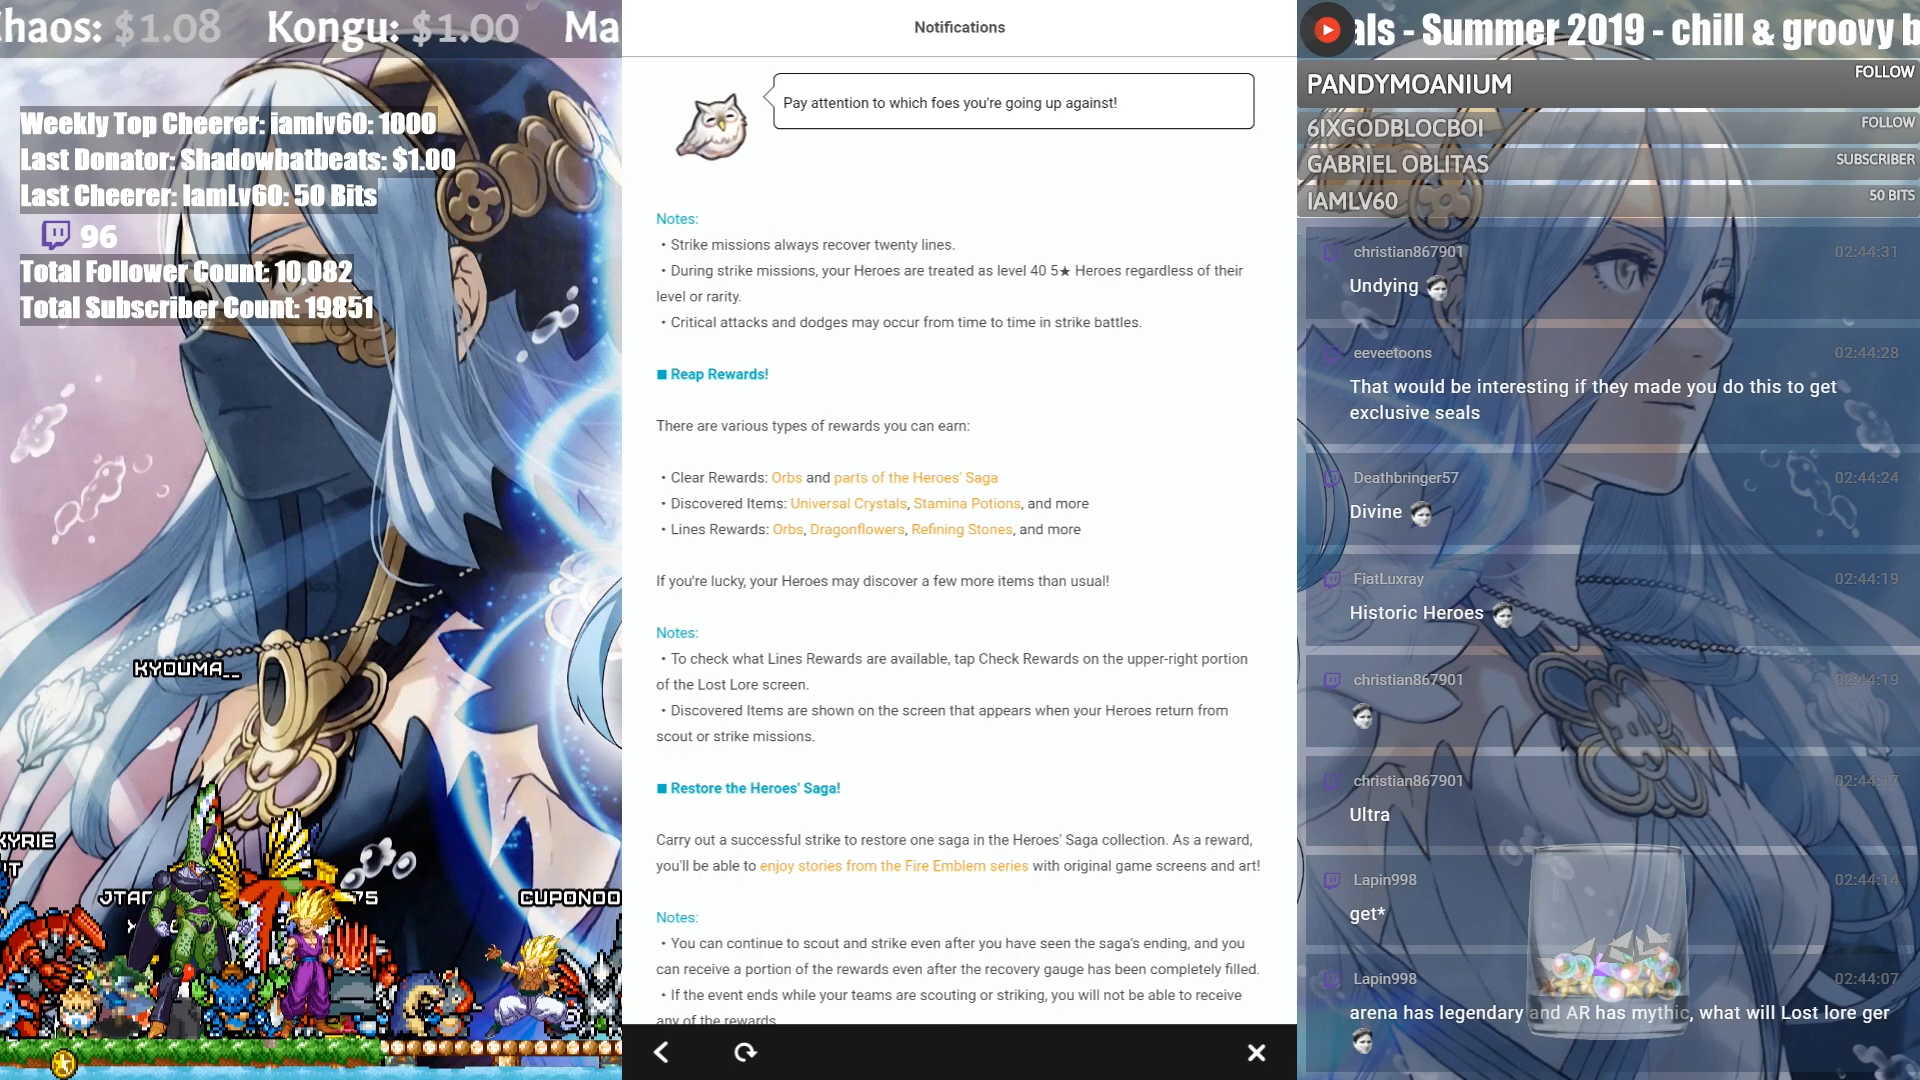 Chaos: $1.08 Kongu: $1.00 Ma
Weekly Top Cheerer: iamlv60: 1000
Last Donator: Shadowbatbeats: $1.00
Last Cheerer: IamLv60: 50 Bits
96
Total Follower Count: 10,082
Total Subscriber Count: 19851
KYOUMA__
KYRIE
IT
JTAR
75
CUPONOO
Notifications
Pay attention to which foes you're going up against!
Notes:
・Strike missions always recover twenty lines.
・During strike missions, your Heroes are treated as level 40 5★ Heroes regardless of their
level or rarity.
・Critical attacks and dodges may occur from time to time in strike battles.
■ Reap Rewards!
There are various types of rewards you can earn:
・Clear Rewards: Orbs and parts of the Heroes' Saga
・Discovered Items: Universal Crystals, Stamina Potions, and more
・Lines Rewards: Orbs, Dragonflowers, Refining Stones, and more
If you're lucky, your Heroes may discover a few more items than usual!
Notes:
・To check what Lines Rewards are available, tap Check Rewards on the upper-right portion
of the Lost Lore screen.
・Discovered Items are shown on the screen that appears when your Heroes return from
scout or strike missions.
■ Restore the Heroes' Saga!
Carry out a successful strike to restore one saga in the Heroes' Saga collection. As a reward,
you'll be able to enjoy stories from the Fire Emblem series with original game screens and art!
Notes:
・You can continue to scout and strike even after you have seen the saga's ending, and you
can receive a portion of the rewards even after the recovery gauge has been completely filled.
・If the event ends while your teams are scouting or striking, you will not be able to receive
any of the rewards
als - Summer 2019 - chill & groovy b
PANDYMOANIUM FOLLOW
6IXGODBLOCBOI FOLLOW
GABRIEL OBLITAS SUBSCRIBER
IAMLV60 50 BITS
christian867901 02:44:31
Undying
eeveetoons 02:44:28
That would be interesting if they made you do this to get
exclusive seals
Deathbringer57 02:44:24
Divine
FiatLuxray 02:44:19
Historic Heroes
christian867901 02:44:19
christian867901 02:44:17
Ultra
Lapin998 02:44:14
get*
Lapin998 02:44:07
arena has legendary and AR has mythic, what will Lost lore ger